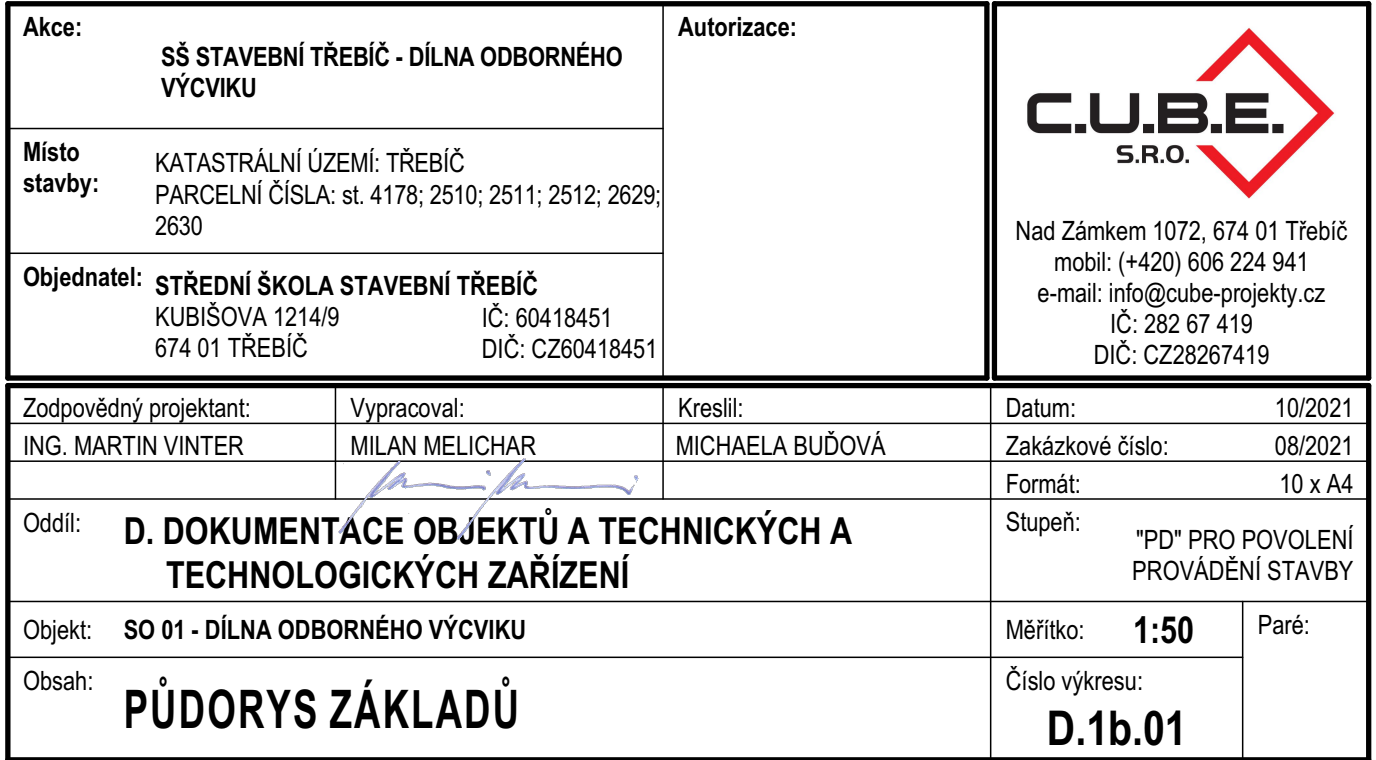 Akce:
SŠ STAVEBNÍ TŘEBÍČ - DÍLNA ODBORNÉHO
VÝCVIKU
Místo
stavby:
KATASTRÁLNÍ ÚZEMÍ: TŘEBÍČ
PARCELNÍ ČÍSLA: st. 4178; 2510; 2511; 2512; 2629;
2630
Objednatel: STŘEDNÍ ŠKOLA STAVEBNÍ TŘEBÍČ
KUBIŠOVA 1214/9 IČ: 60418451
674 01 TŘEBÍČ DIČ: CZ60418451
Autorizace:
C.U.B.E.
S.R.O.
Nad Zámkem 1072, 674 01 Třebíč
mobil: (+420) 606 224 941
e-mail: info@cube-projekty.cz
IČ: 282 67 419
DIČ: CZ28267419
Zodpovědný projektant: Vypracoval: Kreslil: Datum: 10/2021
ING. MARTIN VINTER MILAN MELICHAR MICHAELA BUĎOVÁ Zakázkové číslo: 08/2021
Formát: 10 x A4
Oddíl: D. DOKUMENTACE OBJEKTŮ A TECHNICKÝCH A
TECHNOLOGICKÝCH ZAŘÍZENÍ
Stupeň: "PD" PRO POVOLENÍ
PROVÁDĚNÍ STAVBY
Objekt: SO 01 - DÍLNA ODBORNÉHO VÝCVIKU
Měřítko: 1:50 Paré:
Obsah: PŮDORYS ZÁKLADŮ
Číslo výkresu:
D.1b.01